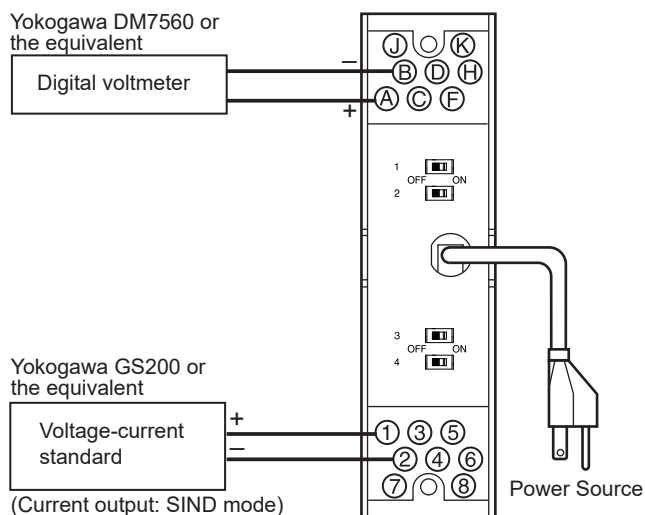 Yokogawa DM7560 or
the equivalent
Digital voltmeter
–
+
J K
B D H
A C F
1
OFF ON
2
3
OFF ON
4
Yokogawa GS200 or
the equivalent
Voltage-current
standard
+
–
(Current output: SIND mode)
1 3 5
2 4 6
7 8
Power Source